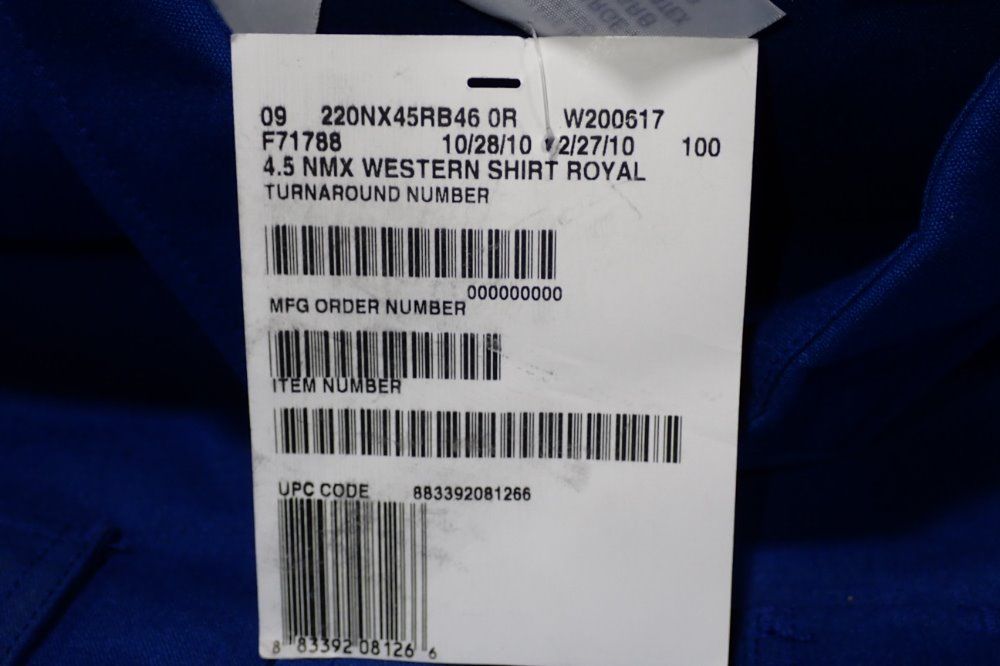 09 220NX45RB46 0R W200617
F71788 10/28/10 2/27/10 100
4.5 NMX WESTERN SHIRT ROYAL
TURNAROUND NUMBER
000000000
MFG ORDER NUMBER
ITEM NUMBER
UPC CODE 883392081266
8 83392 08126 6